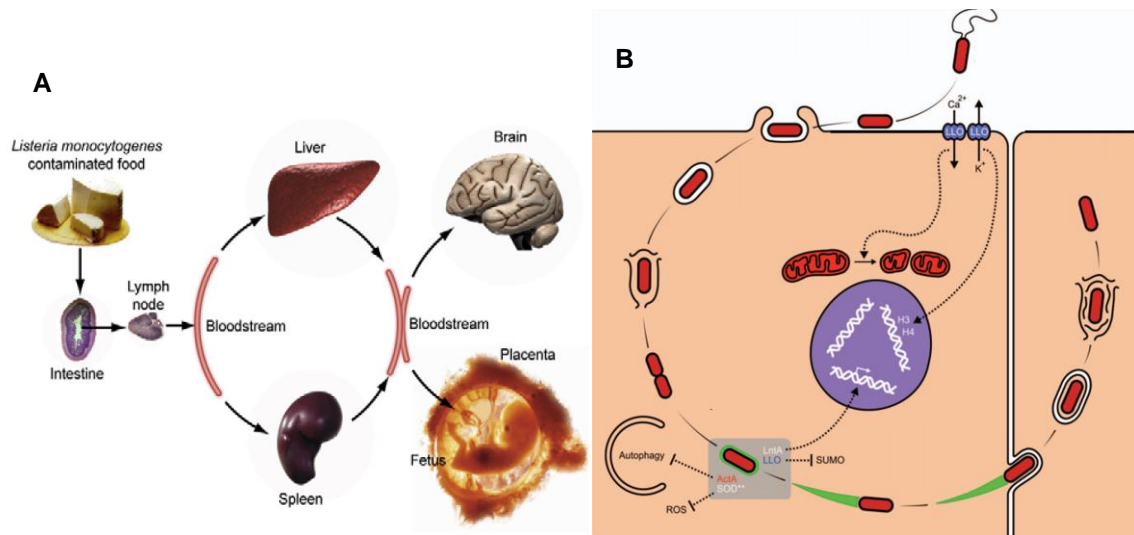 A
Listeria monocytogenes
contaminated food
Liver
Brain
Lymph
node
Bloodstream
Bloodstream
Intestine
Placenta
Fetus
Spleen
B
Ca2+
LLO
LLO
K+
H3
H4
Autophagy
LntA
LLO
SUMO
ActA
SOD**
ROS